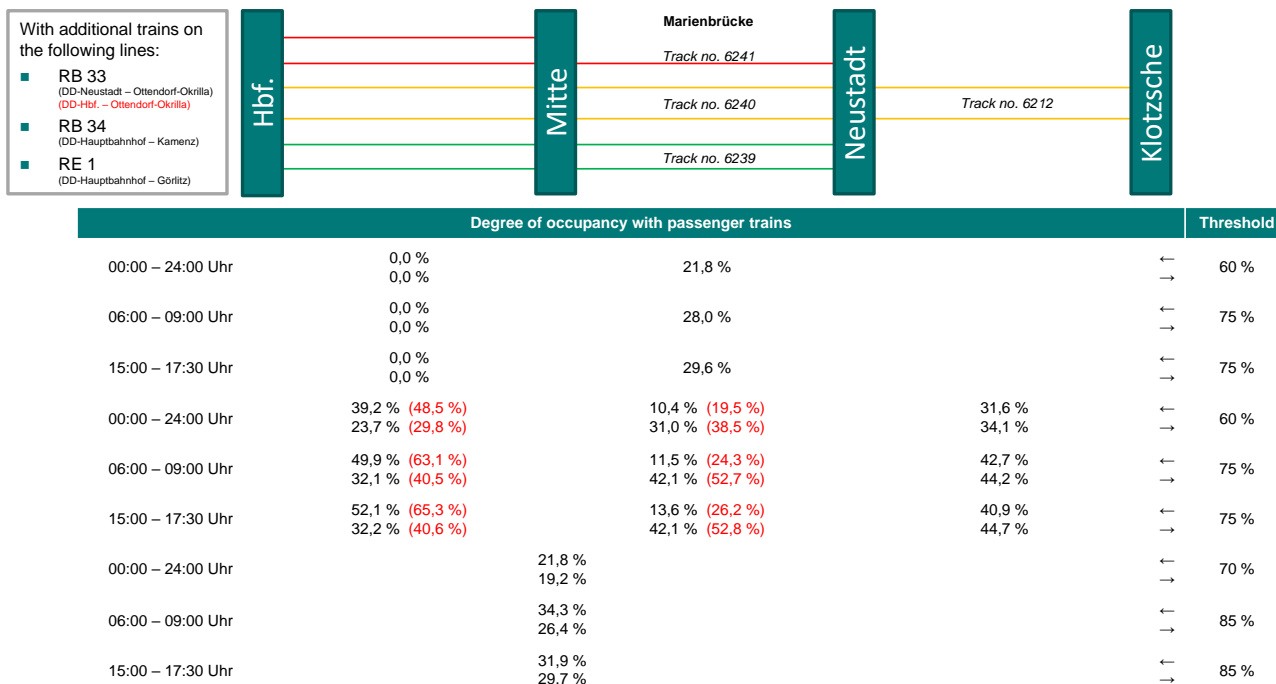 With additional trains on
the following lines:
■ RB 33
(DD-Neustadt – Ottendorf-Okrilla)
(DD-Hbf. – Ottendorf-Okrilla)
■ RB 34
(DD-Hauptbahnhof – Kamenz)
■ RE 1
(DD-Hauptbahnhof – Görlitz)
Hbf.
Mitte
Marienbrücke
Track no. 6241
Track no. 6240
Track no. 6239
Neustadt
Track no. 6212
Klotzsche
Degree of occupancy with passenger trains Threshold
00:00 – 24:00 Uhr 0,0 % 21,8 % ← 60 %
0,0 % →
06:00 – 09:00 Uhr 0,0 % 28,0 % ← 75 %
0,0 % →
15:00 – 17:30 Uhr 0,0 % 29,6 % ← 75 %
0,0 % →
00:00 – 24:00 Uhr 39,2 % (48,5 %) 10,4 % (19,5 %) 31,6 % ← 60 %
23,7 % (29,8 %) 31,0 % (38,5 %) 34,1 % →
06:00 – 09:00 Uhr 49,9 % (63,1 %) 11,5 % (24,3 %) 42,7 % ← 75 %
32,1 % (40,5 %) 42,1 % (52,7 %) 44,2 % →
15:00 – 17:30 Uhr 52,1 % (65,3 %) 13,6 % (26,2 %) 40,9 % ← 75 %
32,2 % (40,6 %) 42,1 % (52,8 %) 44,7 % →
00:00 – 24:00 Uhr 21,8 % ← 70 %
19,2 % →
06:00 – 09:00 Uhr 34,3 % ← 85 %
26,4 % →
15:00 – 17:30 Uhr 31,9 % ← 85 %
29,7 % →